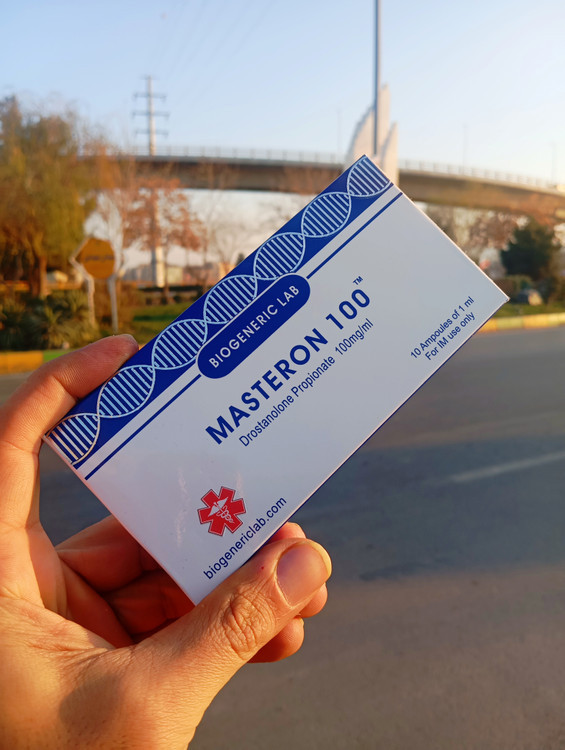 BIOGENERIC LAB
MASTERON 100™
Drostanolone Propionate 100mg/ml
10 Ampoules of 1 ml
For IM use only
biogenericlab.com